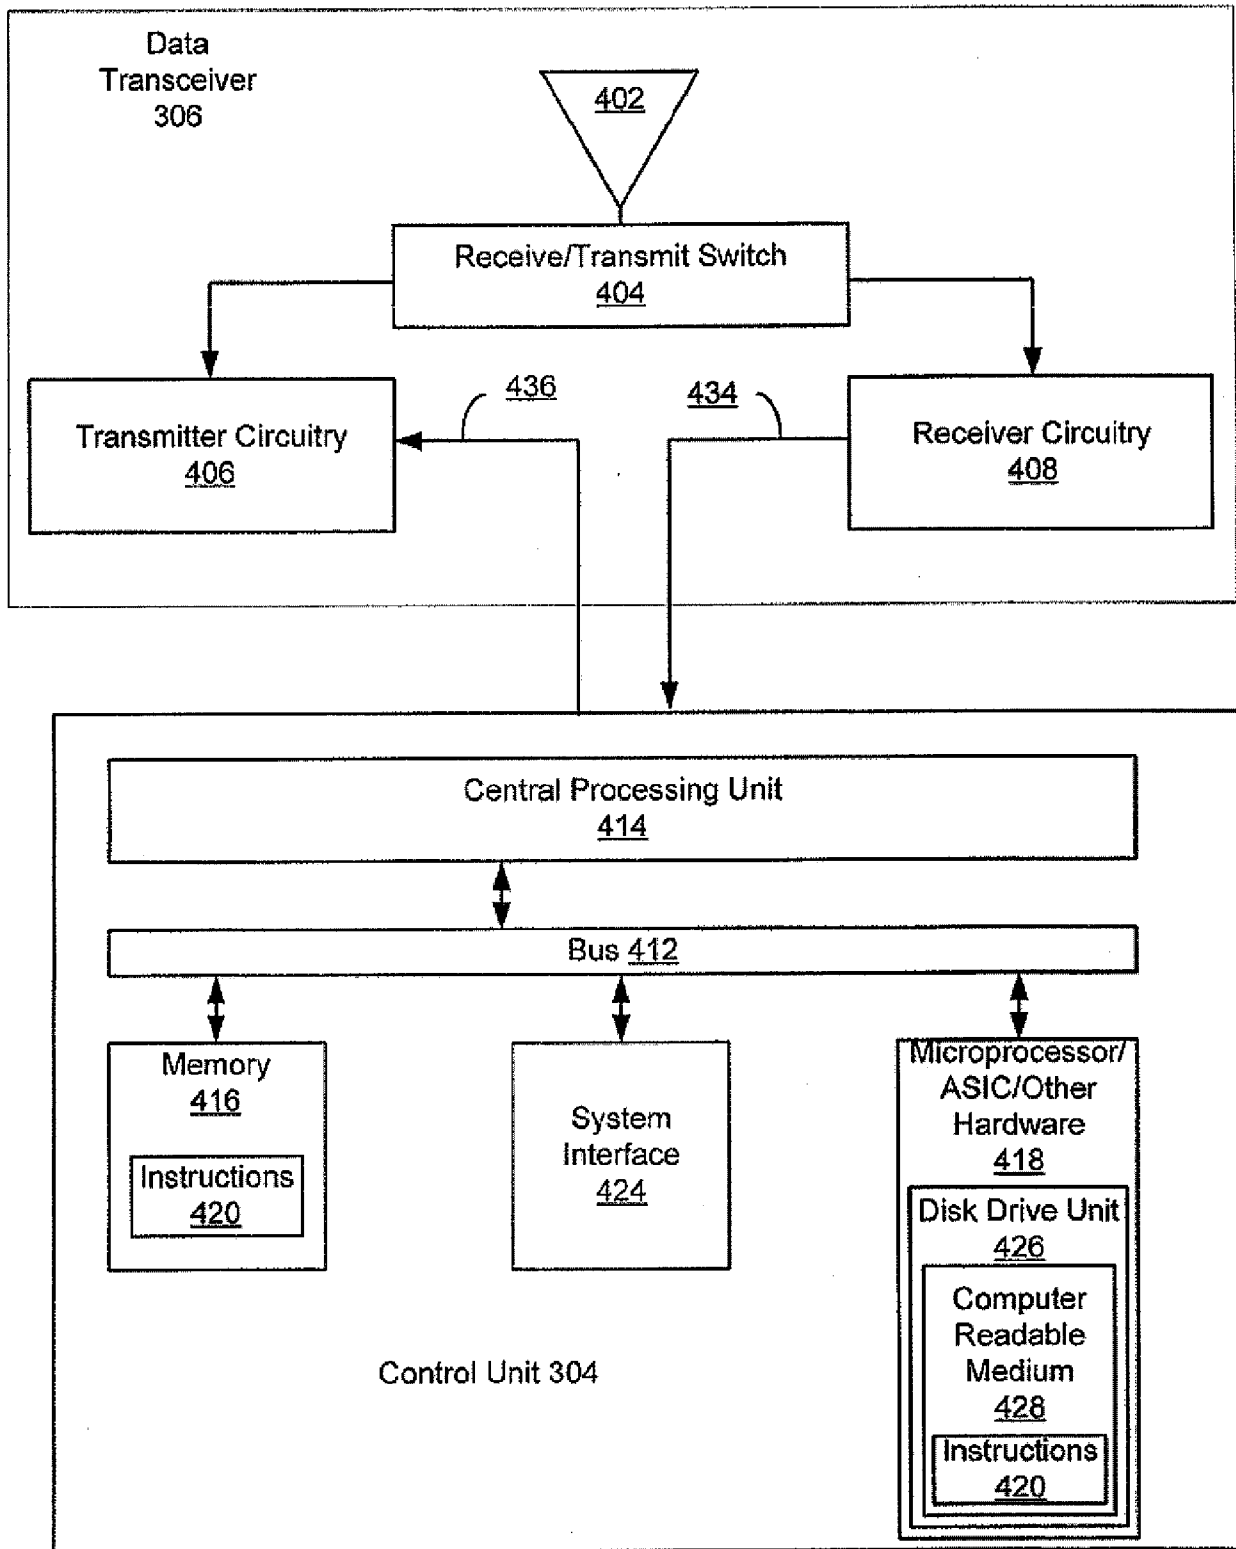 Data
Transceiver
306
402
Receive/Transmit Switch
404
436
434
Transmitter Circuitry
406
Receiver Circuitry
408
Central Processing Unit
414
Bus 412
Memory
416
Instructions
420
System
Interface
424
Microprocessor/
ASIC/Other
Hardware
418
Disk Drive Unit
426
Computer
Readable
Medium
428
Instructions
420
Control Unit 304